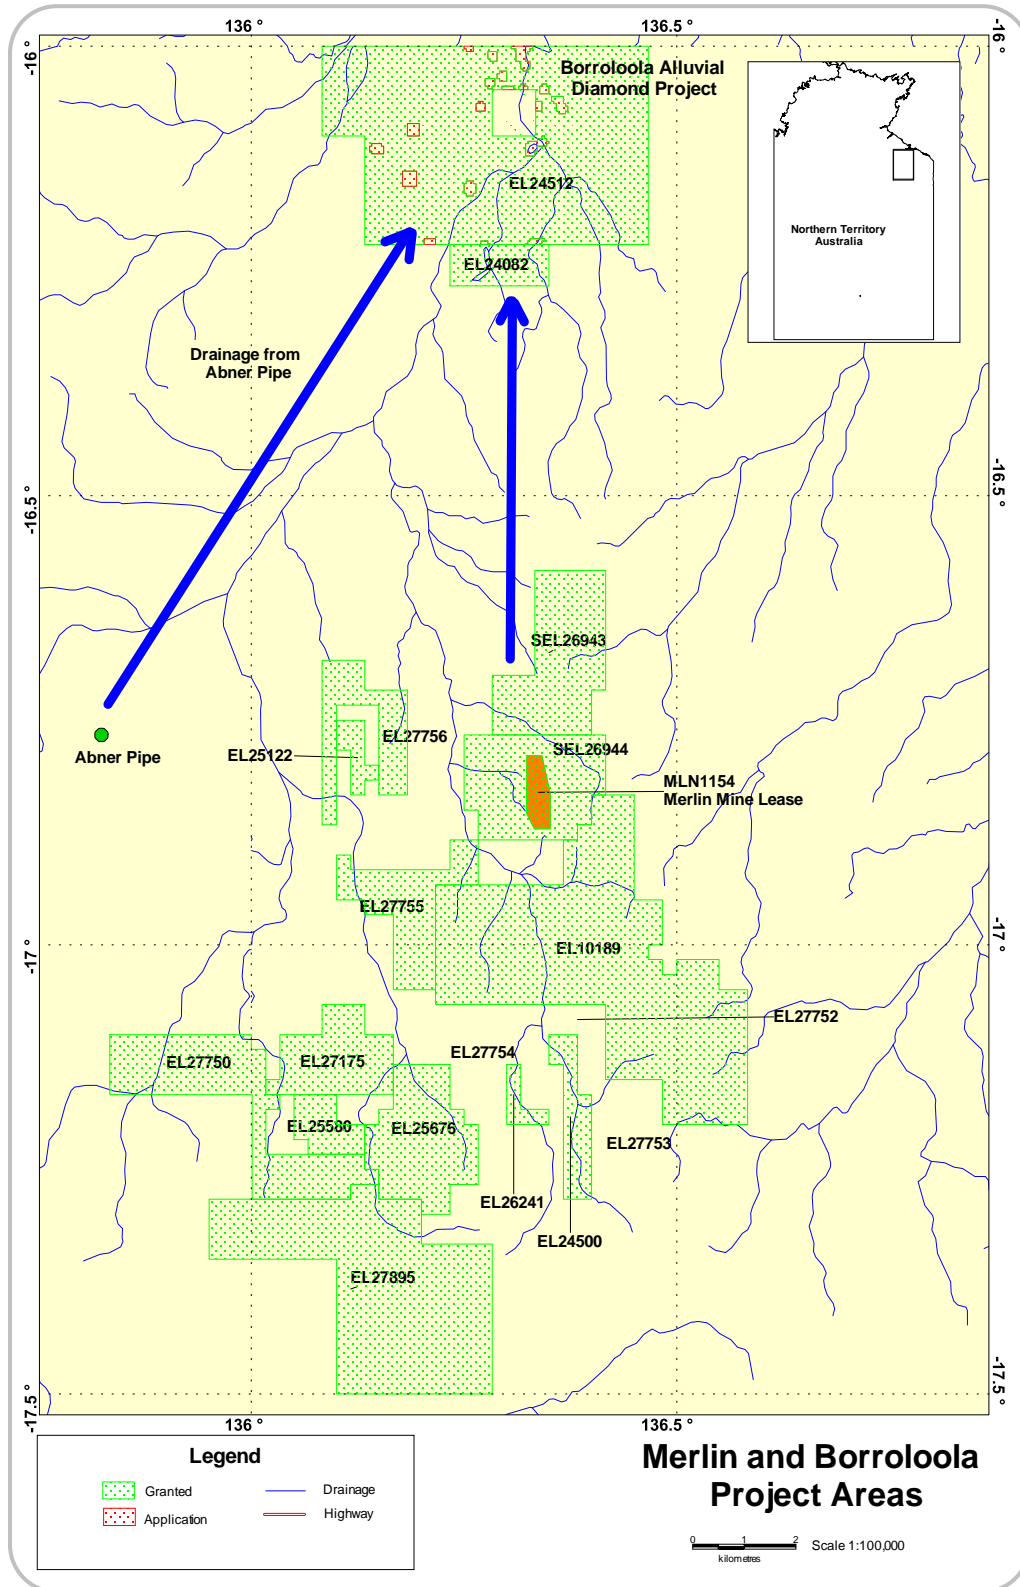 136 °
136.5 °
-16 °
-16 °
Borroloola Alluvial
Diamond Project
EL24512
EL24082
Northern Territory
Australia
Drainage from
Abner Pipe
-16.5 °
-16.5 °
SEL26943
Abner Pipe
EL25122
EL27756
SEL26944
MLN1154
Merlin Mine Lease
EL27755
EL10189
-17 °
-17 °
EL27752
EL27750
EL27175
EL27754
EL25580
EL25676
EL27753
EL26241
EL24500
EL27895
-17.5 °
-17.5 °
136 °
136.5 °
Legend
Granted
Drainage
Application
Highway
Merlin and Borroloola
Project Areas
0 1 2
kilometres
Scale 1:100,000